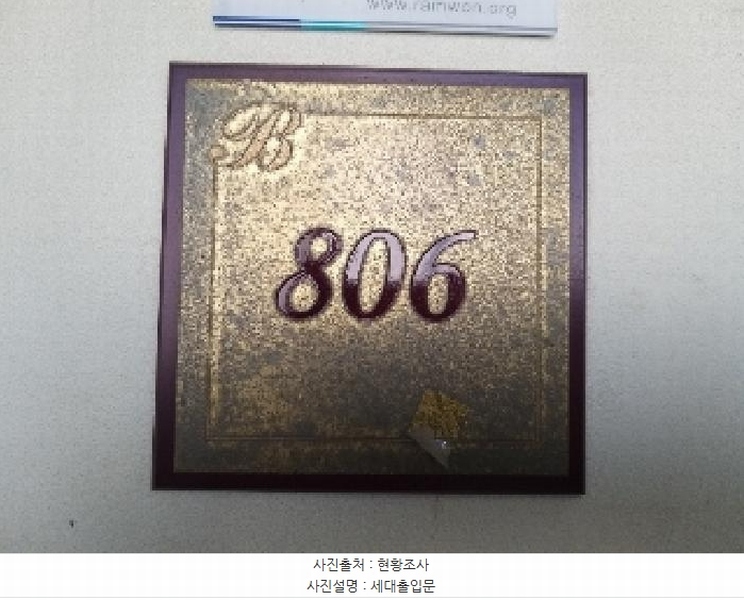 www.ramwon.org
B
806
사진출처 : 현황조사
사진설명 : 세대출입문